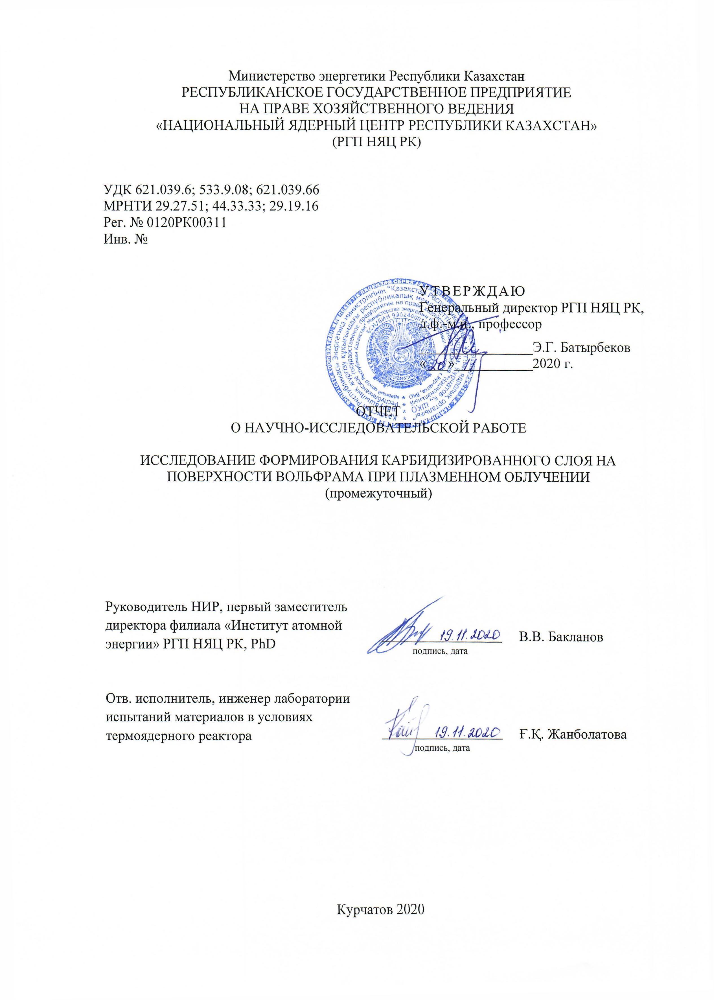 Министерство энергетики Республики Казахстан
РЕСПУБЛИКАНСКОЕ ГОСУДАРСТВЕННОЕ ПРЕДПРИЯТИЕ
НА ПРАВЕ ХОЗЯЙСТВЕННОГО ВЕДЕНИЯ
«НАЦИОНАЛЬНЫЙ ЯДЕРНЫЙ ЦЕНТР РЕСПУБЛИКИ КАЗАХСТАН»
(РГП НЯЦ РК)
УДК 621.039.6; 533.9.08; 621.039.66
МРНТИ 29.27.51; 44.33.33; 29.19.16
Рег. № 0120РК00311
Инв. №
УТВЕРЖДАЮ
Генеральный директор РГП НЯЦ РК,
д.ф.-м.н., профессор
Э.Г. Батырбеков
«20» 11 2020 г.
ОТЧЕТ
О НАУЧНО-ИССЛЕДОВАТЕЛЬСКОЙ РАБОТЕ
ИССЛЕДОВАНИЕ ФОРМИРОВАНИЯ КАРБИДИЗИРОВАННОГО СЛОЯ НА
ПОВЕРХНОСТИ ВОЛЬФРАМА ПРИ ПЛАЗМЕННОМ ОБЛУЧЕНИИ
(промежуточный)
Руководитель НИР, первый заместитель
директора филиала «Институт атомной
энергии» РГП НЯЦ РК, PhD
19.11.2020 В.В. Бакланов
подпись, дата
Отв. исполнитель, инженер лаборатории
испытаний материалов в условиях
термоядерного реактора
19.11.2020 Ғ.Қ. Жанболатова
подпись, дата
Курчатов 2020